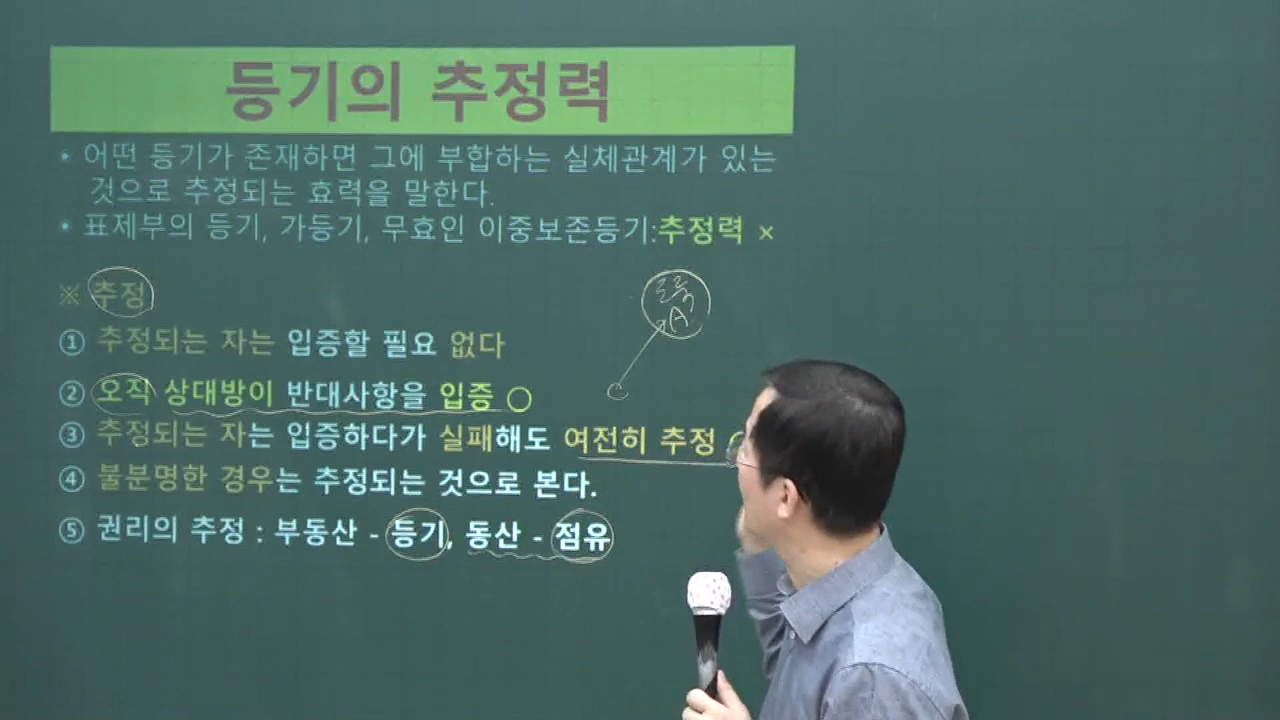 등기의 추정력
• 어떤 등기가 존재하면 그에 부합하는 실체관계가 있는
것으로 추정되는 효력을 말한다.
• 표제부의 등기, 가등기, 무효인 이중보존등기:추정력 ×
※ 추정
① 추정되는 자는 입증할 필요 없다
② 오직 상대방이 반대사항을 입증 ○
③ 추정되는 자는 입증하다가 실패해도 여전히 추정
④ 불분명한 경우는 추정되는 것으로 본다.
⑤ 권리의 추정 : 부동산 - 등기, 동산 - 점유